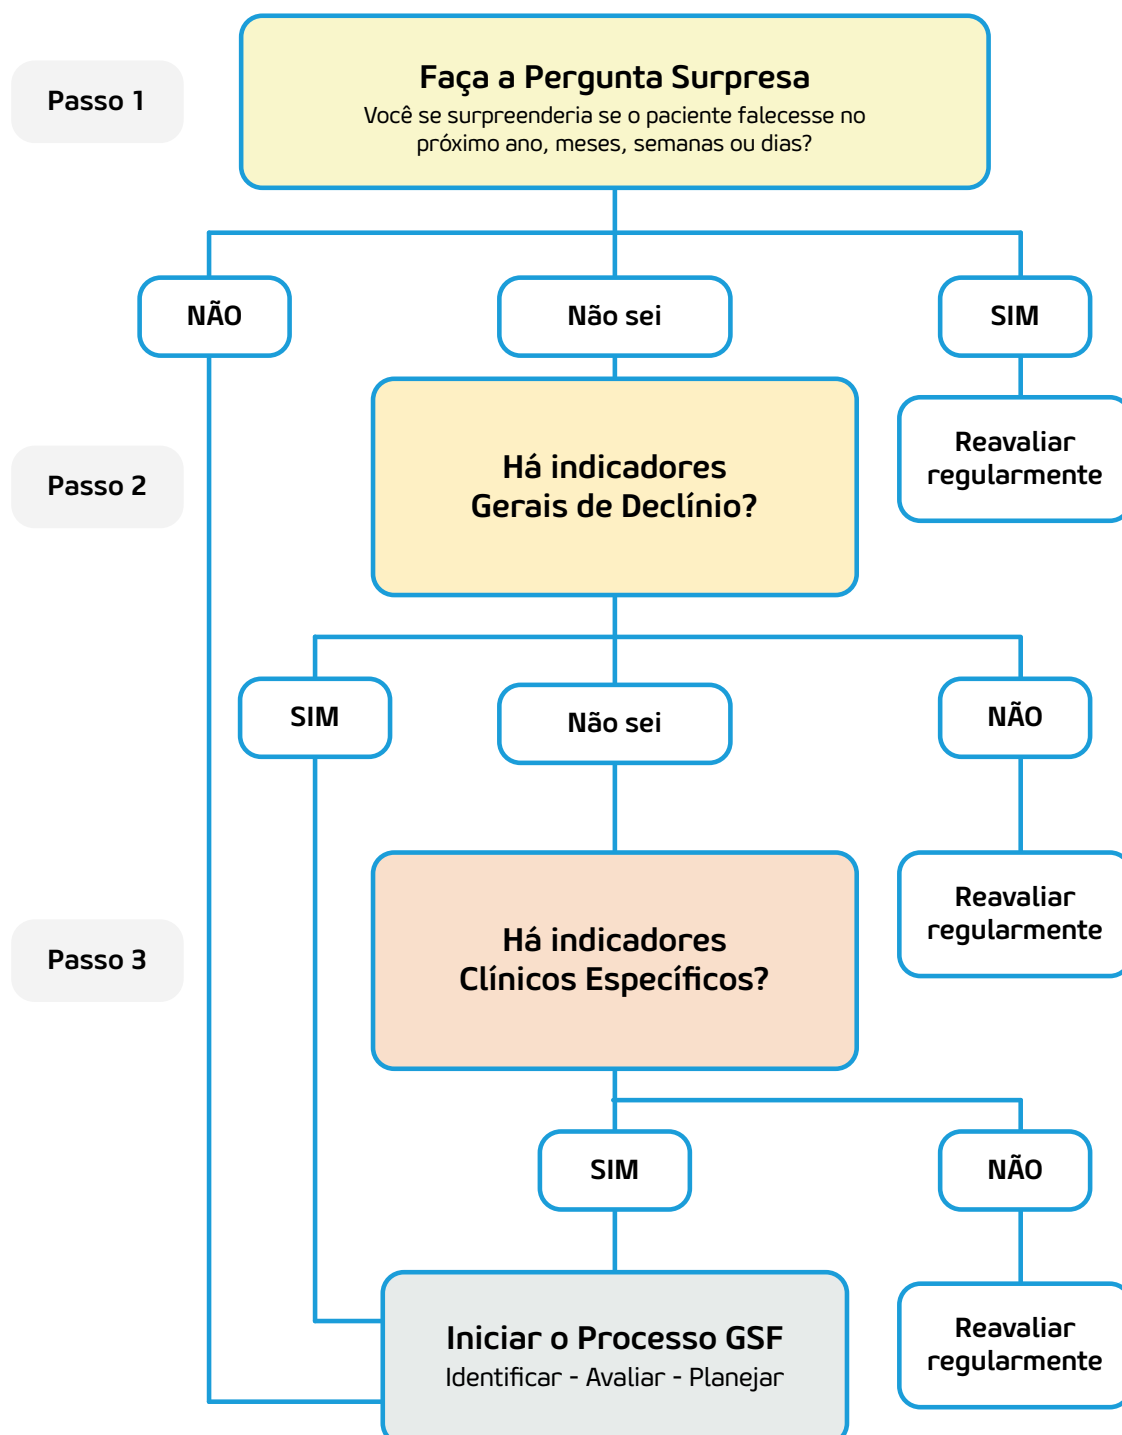 Passo 1
Faça a Pergunta Surpresa
Você se surpreenderia se o paciente falecesse no
próximo ano, meses, semanas ou dias?
NÃO
Não sei
SIM
Reavaliar
regularmente
Passo 2
Há indicadores
Gerais de Declínio?
SIM
Não sei
NÃO
Reavaliar
regularmente
Passo 3
Há indicadores
Clínicos Específicos?
SIM
NÃO
Iniciar o Processo GSF
Identificar - Avaliar - Planejar
Reavaliar
regularmente